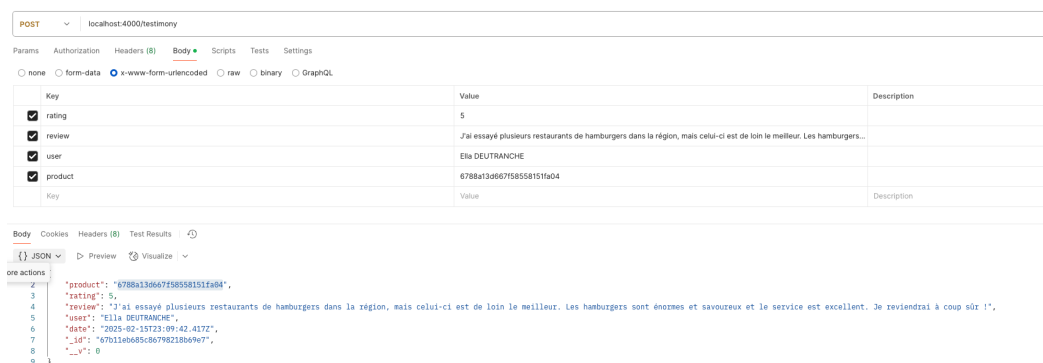 POST localhost:4000/testimony
Params Authorization Headers (8) Body Scripts Tests Settings
none form-data x-www-form-urlencoded raw binary GraphQL
Key Value Description
rating 5
review J'ai essayé plusieurs restaurants de hamburgers dans la région, mais celui-ci est de loin le meilleur. Les hamburgers...
user Ella DEUTRANCHE
product 6788a13d667f58558151fa04
Key Value Description
Body Cookies Headers (8) Test Results
{ } JSON Preview Visualize
ore actions
2 "product": "6788a13d667f58558151fa04",
3 "rating": 5,
4 "review": "J'ai essayé plusieurs restaurants de hamburgers dans la région, mais celui-ci est de loin le meilleur. Les hamburgers sont énormes et savoureux et le service est excellent. Je reviendrai à coup sûr !",
5 "user": "Ella DEUTRANCHE",
6 "date": "2025-02-15T23:09:42.417Z",
7 "_id": "67b11eb685c86798218b69e7",
8 "__v": 0
9 }